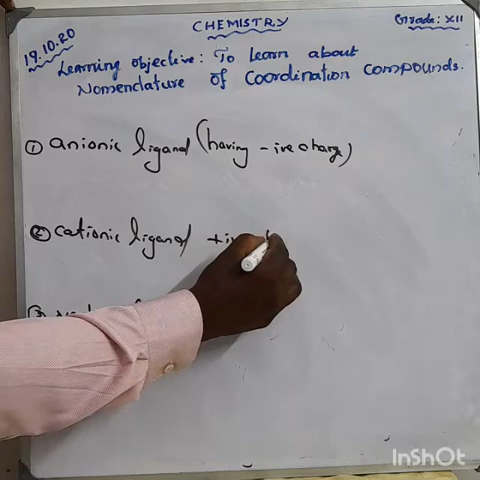 19.10.20
CHEMISTRY
Grade: XII
Learning objective: To Learn about
Nomenclature of Coordination compounds.
① anionic ligand (having -ive charge)
② cationic ligand
InShOt